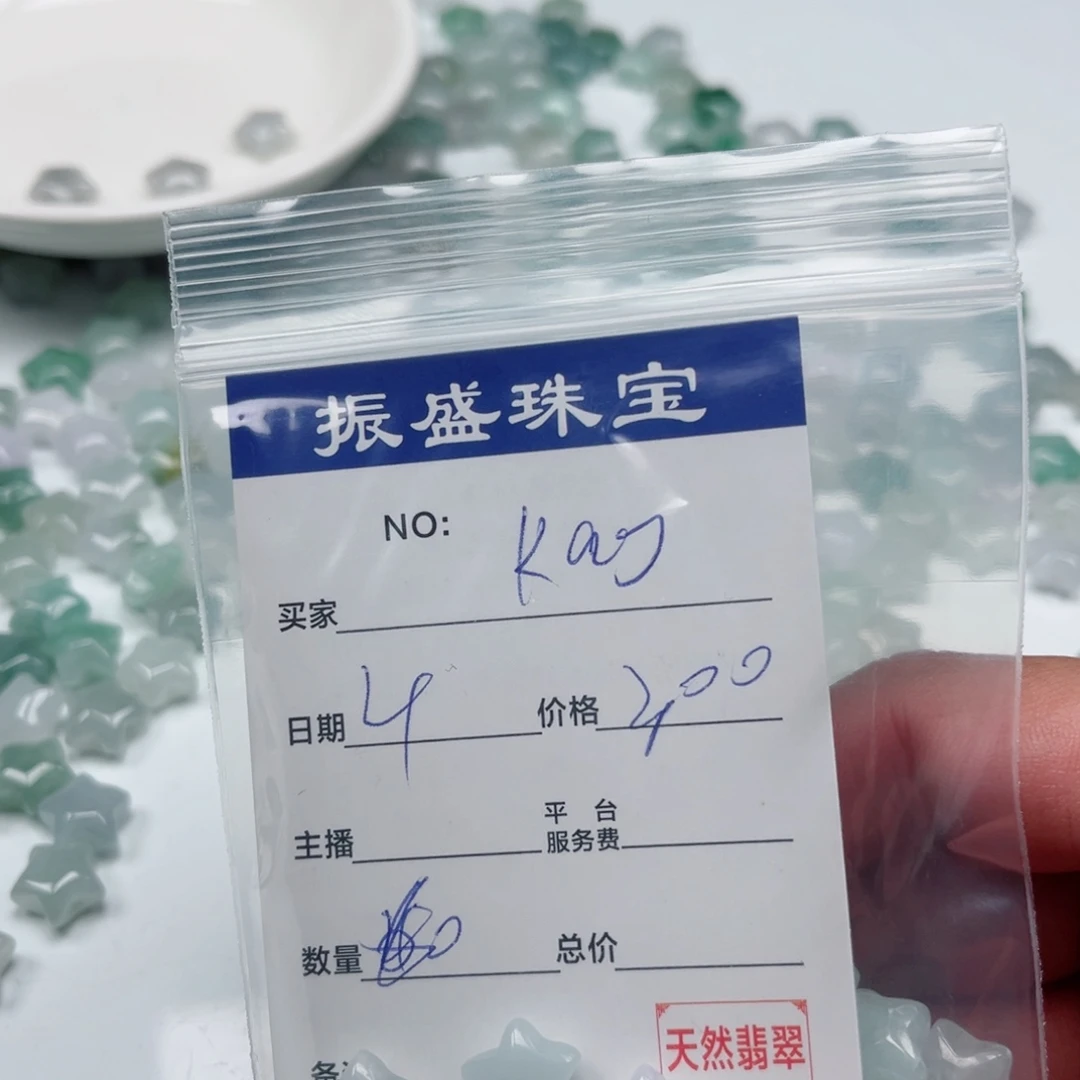 振盛珠宝
NO: Kay
买家
日期 4 价格 400
主播 平台服务费
数量 总价
天然翡翠